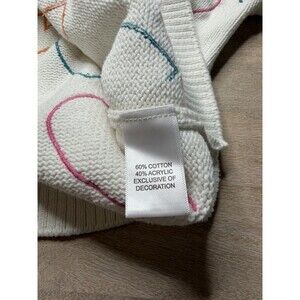 60% COTTON
40% ACRYLIC
EXCLUSIVE OF
DECORATION